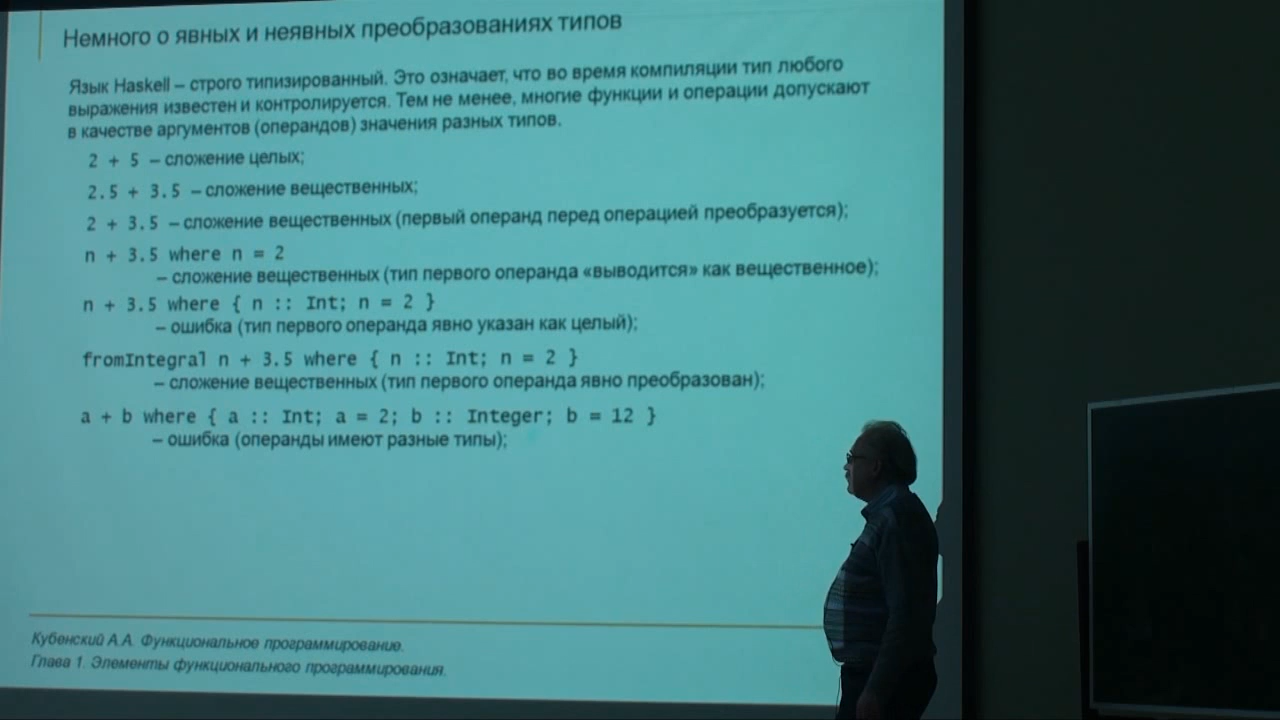 Немного о явных и неявных преобразованиях типов
Язык Haskell – строго типизированный. Это означает, что во время компиляции тип любого
выражения известен и контролируется. Тем не менее, многие функции и операции допускают
в качестве аргументов (операндов) значения разных типов.
2 + 5 – сложение целых;
2.5 + 3.5 – сложение вещественных;
2 + 3.5 – сложение вещественных (первый операнд перед операцией преобразуется);
n + 3.5 where n = 2
– сложение вещественных (тип первого операнда «выводится» как вещественное);
n + 3.5 where { n :: Int; n = 2 }
– ошибка (тип первого операнда явно указан как целый);
fromIntegral n + 3.5 where { n :: Int; n = 2 }
– сложение вещественных (тип первого операнда явно преобразован);
a + b where { a :: Int; a = 2; b :: Integer; b = 12 }
– ошибка (операнды имеют разные типы);
Кубенский А.А. Функциональное программирование.
Глава 1. Элементы функционального программирования.